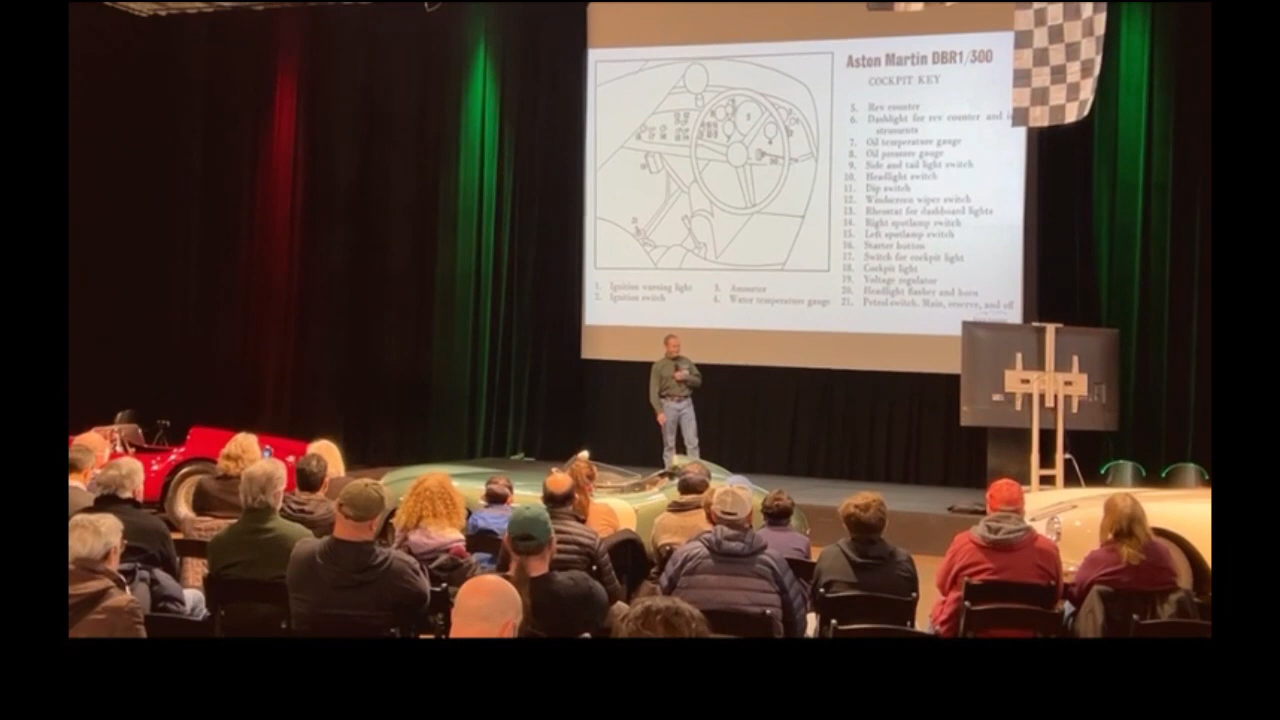 Aston Martin DBR1/300
COCKPIT KEY
5. Rev counter
6. Dashlight for rev counter and
struments
7. Oil temperature gauge
8. Oil pressure gauge
9. Side and tail light switch
10. Headlight switch
11. Dip switch
12. Windscreen wiper switch
13. Rheostat for dashboard lights
14. Right spotlamp switch
15. Left spotlamp switch
16. Starter button
17. Switch for cockpit light
18. Cockpit light
19. Voltage regulator
20. Headlight flasher and horn
21. Petrol switch. Main, reserve, and off
1. Ignition warning light
2. Ignition switch
3. Ammeter
4. Water temperature gauge